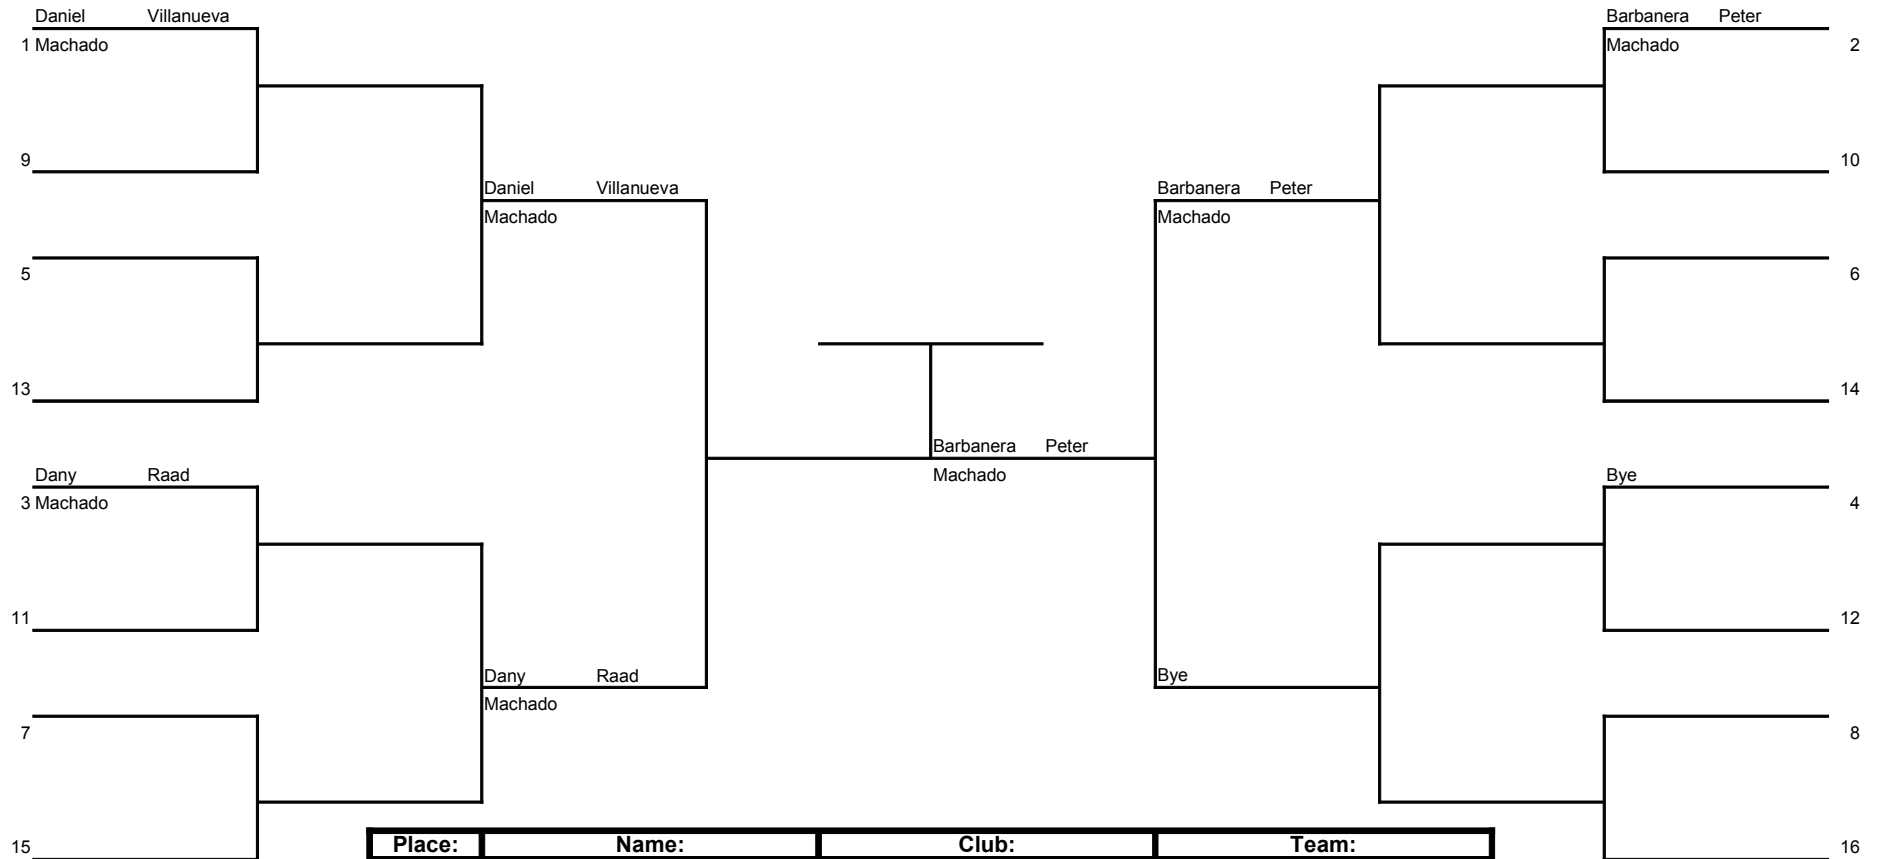 Daniel Villanueva Barbanera Peter
1 Machado Machado 2
9 10
Daniel Villanueva Barbanera Peter
Machado Machado
5 6
13 14
Barbanera Peter
Dany Raad Machado Bye
3 Machado 4
11 12
Dany Raad Bye
Machado
7 8
Place: Name: Club: Team:
15 16